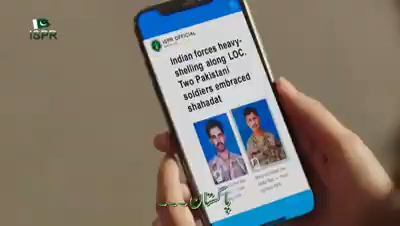 ISPR
ISPR OFFICIAL
Indian forces heavy-
shelling along LOC.
Two Pakistani
soldiers embraced
shahadat
پاکستان۔۔۔